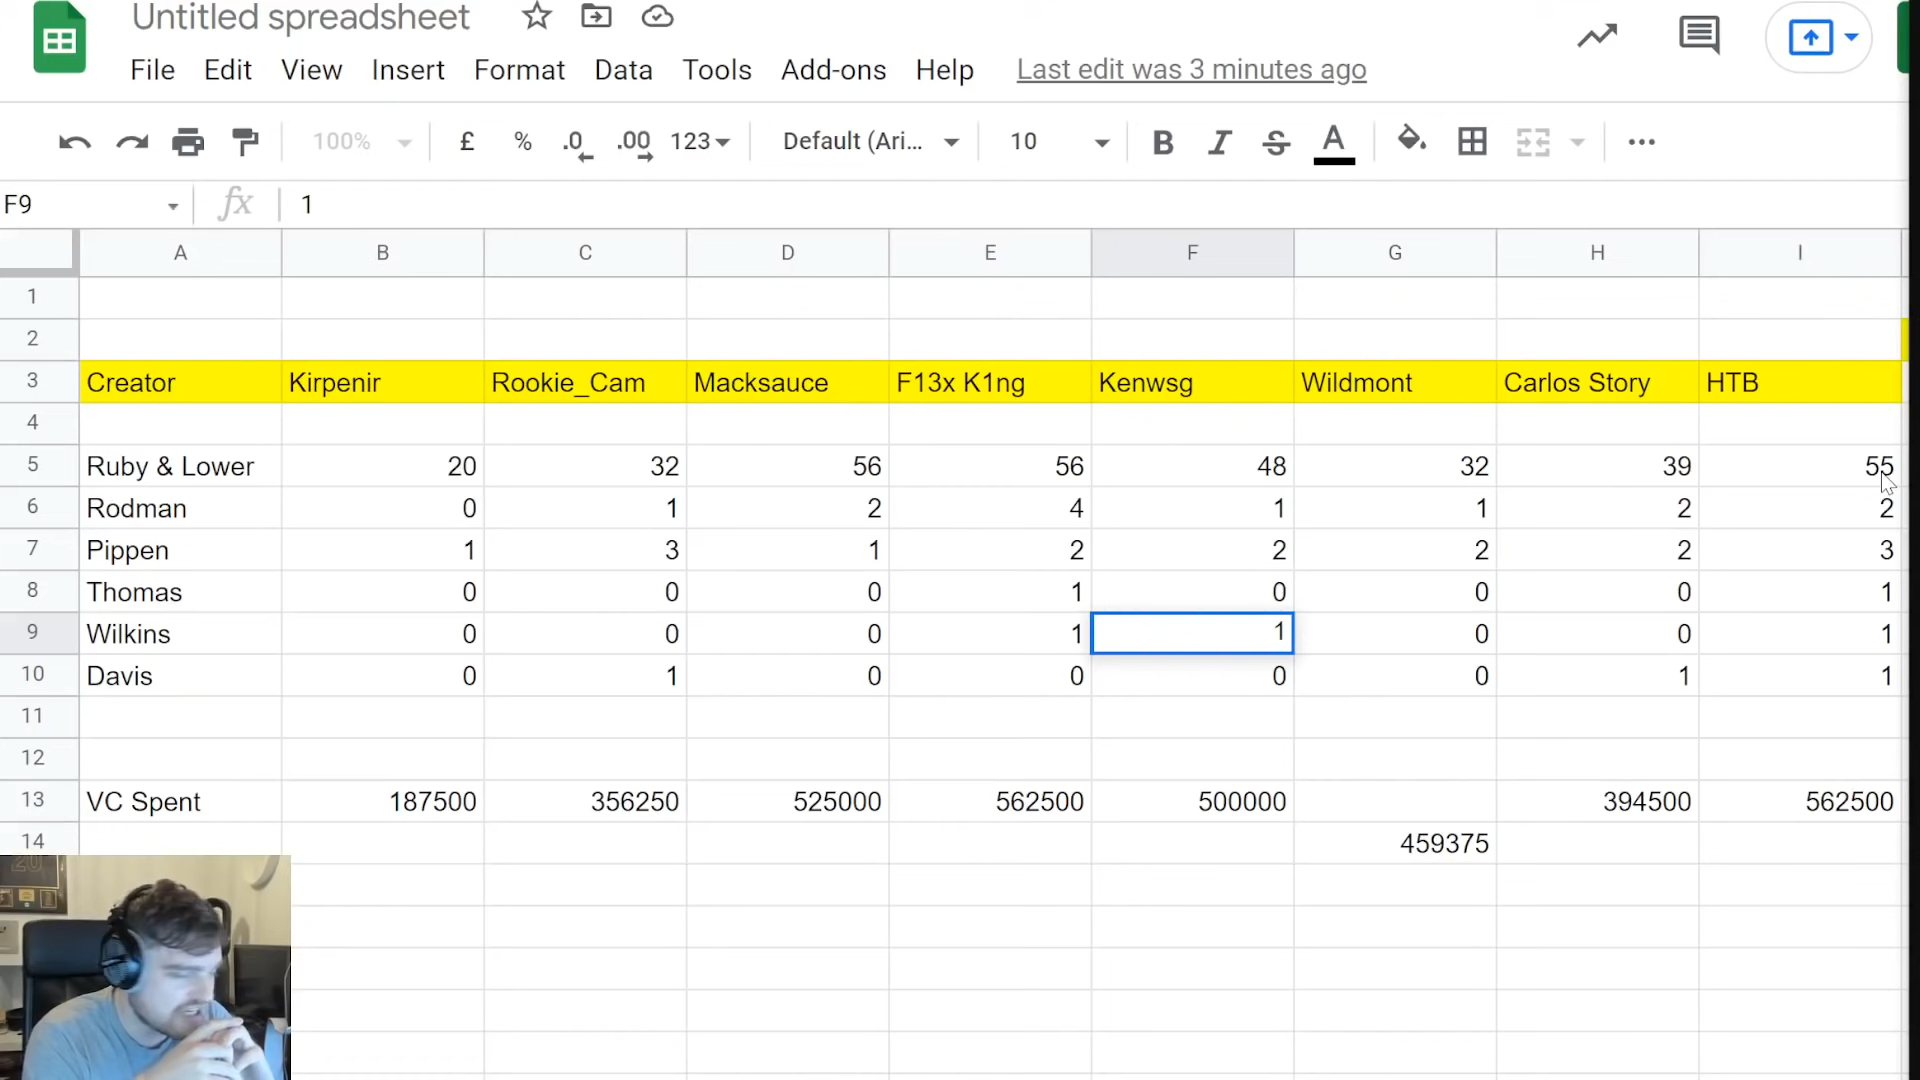 Untitled spreadsheet
File Edit View Insert Format Data Tools Add-ons Help Last edit was 3 minutes ago
100% £ % .0 .00 123 Default (Ari... 10 B I S A ...
F9 fx 1
A B C D E F G H I
1
2
3 Creator Kirpenir Rookie_Cam Macksauce F13x K1ng Kenwsg Wildmont Carlos Story HTB
4
5 Ruby & Lower 20 32 56 56 48 32 39 55
6 Rodman 0 1 2 4 1 1 2 2
7 Pippen 1 3 1 2 2 2 2 3
8 Thomas 0 0 0 1 0 0 0 1
9 Wilkins 0 0 0 1 1 0 0 1
10 Davis 0 1 0 0 0 0 1 1
11
12
13 VC Spent 187500 356250 525000 562500 500000 394500 562500
14 459375